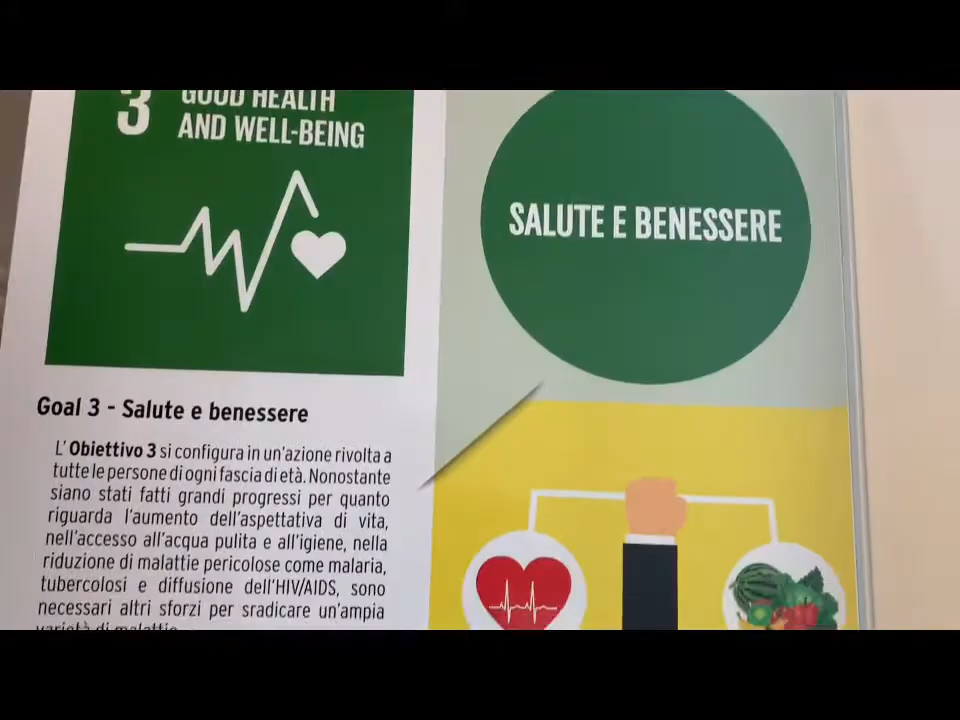 3 GOOD HEALTH
AND WELL-BEING
SALUTE E BENESSERE
Goal 3 - Salute e benessere
L'Obiettivo 3 si configura in un'azione rivolta a
tutte le persone di ogni fascia di età. Nonostante
siano stati fatti grandi progressi per quanto
riguarda l'aumento dell'aspettativa di vita,
nell'accesso all'acqua pulita e all'igiene, nella
riduzione di malattie pericolose come malaria,
tubercolosi e diffusione dell'HIV/AIDS, sono
necessari altri sforzi per sradicare un'ampia
varietà di malattie